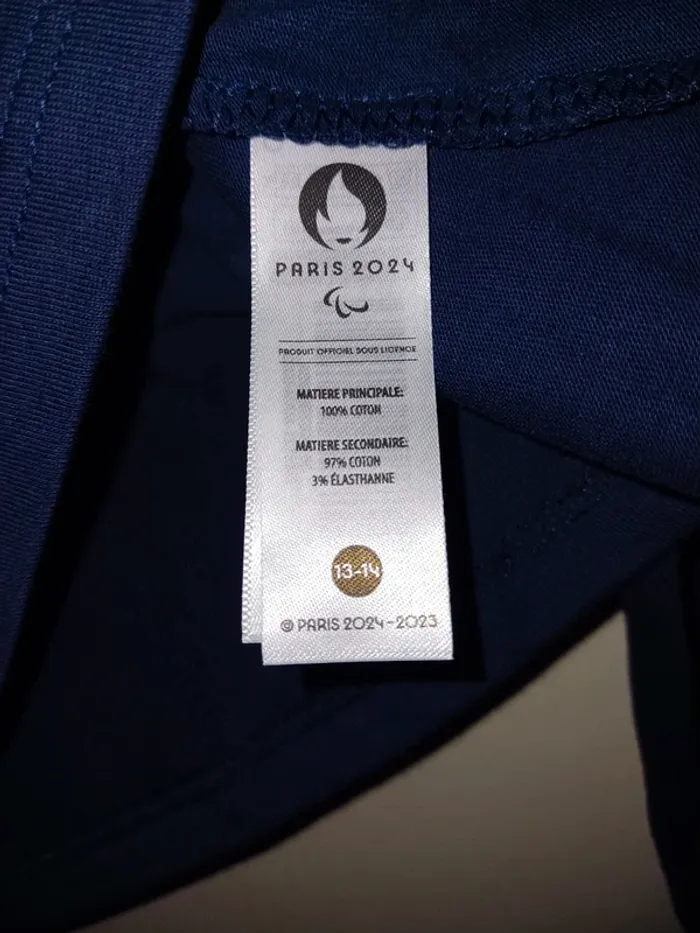 PARIS 2024
PRODUIT OFFICIEL SOUS LICENCE
MATIERE PRINCIPALE:
100% COTON
MATIERE SECONDAIRE:
97% COTON
3% ÉLASTHANNE
13-14
© PARIS 2024-2023